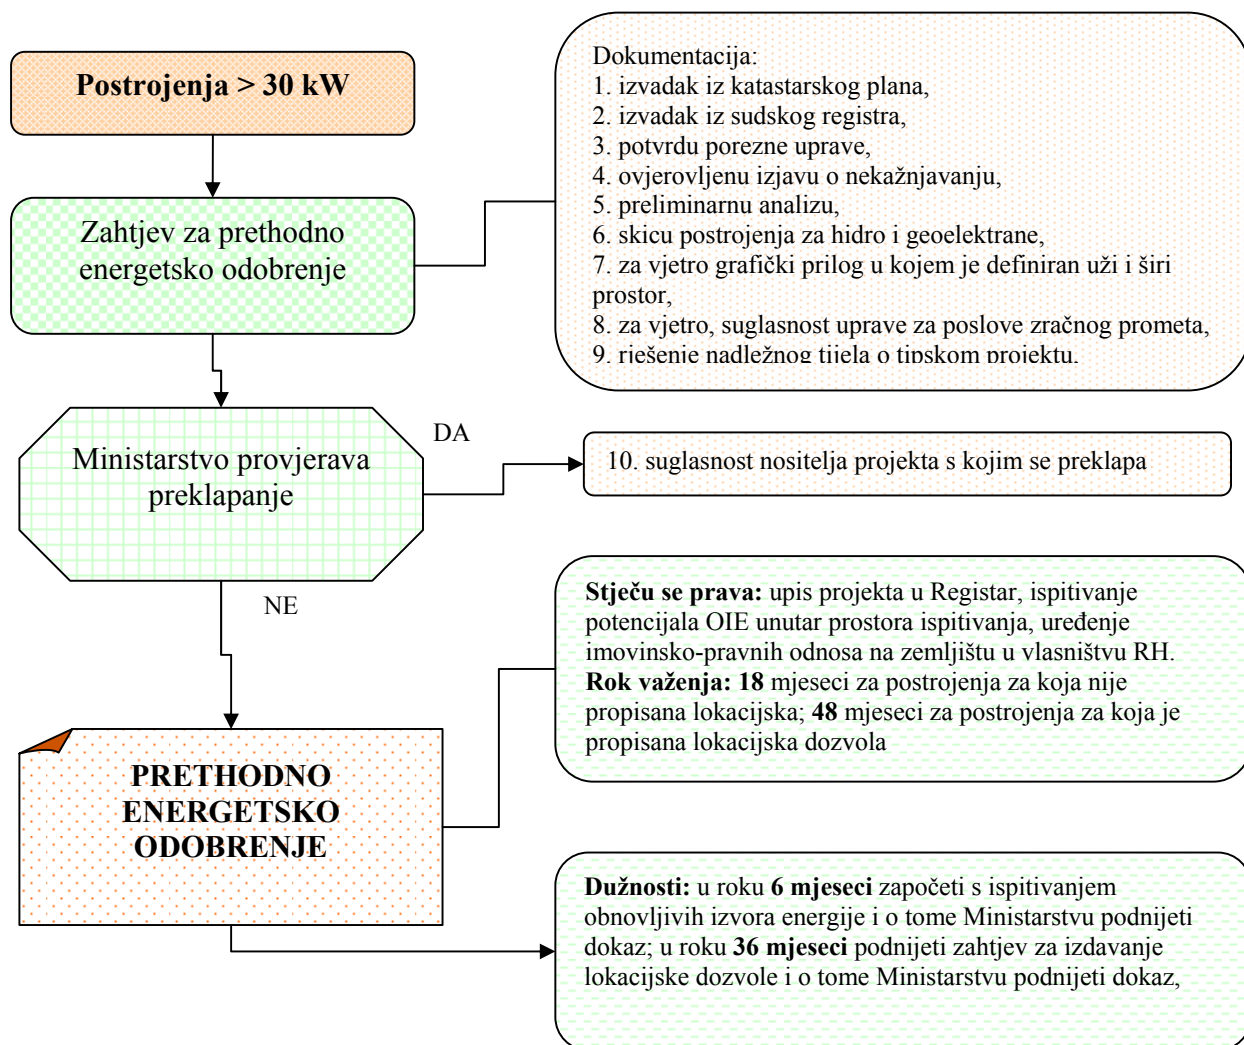 Postrojenja > 30 kW
Dokumentacija:
1. izvadak iz katastarskog plana,
2. izvadak iz sudskog registra,
3. potvrdu porezne uprave,
4. ovjerovljenu izjavu o nekažnjavanju,
5. preliminarnu analizu,
6. skicu postrojenja za hidro i geoelektrane,
7. za vjetro grafički prilog u kojem je definiran uži i širi
prostor,
8. za vjetro, suglasnost uprave za poslove zračnog prometa,
9. rješenje nadležnog tijela o tipskom projektu.
Zahtjev za prethodno
energetsko odobrenje
Ministarstvo provjerava
preklapanje
DA
10. suglasnost nositelja projekta s kojim se preklapa
NE
Stječu se prava: upis projekta u Registar, ispitivanje
potencijala OIE unutar prostora ispitivanja, uređenje
imovinsko-pravnih odnosa na zemljištu u vlasništvu RH.
Rok važenja: 18 mjeseci za postrojenja za koja nije
propisana lokacijska; 48 mjeseci za postrojenja za koja je
propisana lokacijska dozvola
PRETHODNO
ENERGETSKO
ODOBRENJE
Dužnosti: u roku 6 mjeseci započeti s ispitivanjem
obnovljivih izvora energije i o tome Ministarstvu podnijeti
dokaz; u roku 36 mjeseci podnijeti zahtjev za izdavanje
lokacijske dozvole i o tome Ministarstvu podnijeti dokaz,